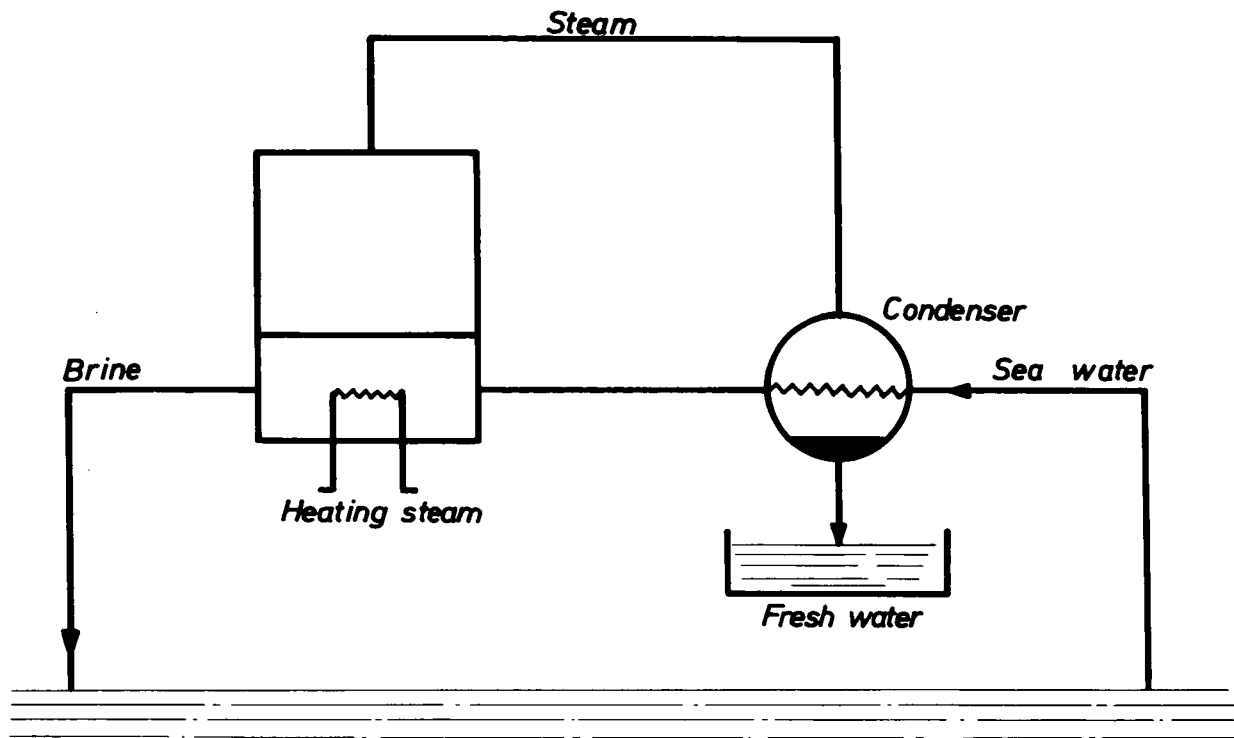 Steam
Condenser
Brine
Sea water
Heating steam
Fresh water